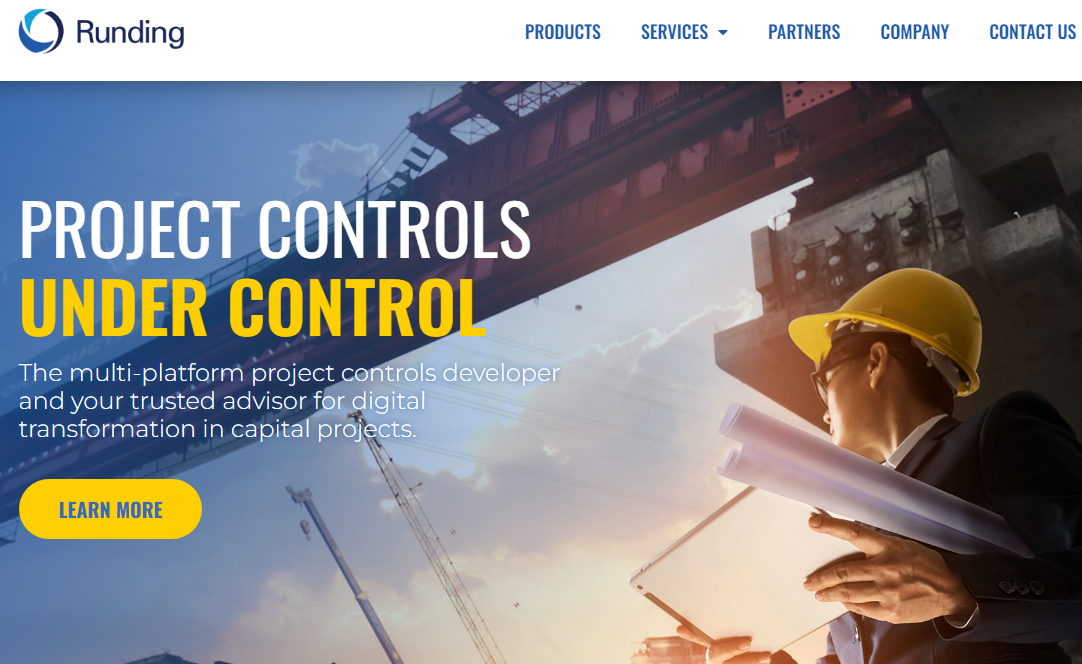 Runding
PRODUCTS
SERVICES
PARTNERS
COMPANY
CONTACT US
PROJECT CONTROLS
UNDER CONTROL
The multi-platform project controls developer
and your trusted advisor for digital
transformation in capital projects.
LEARN MORE